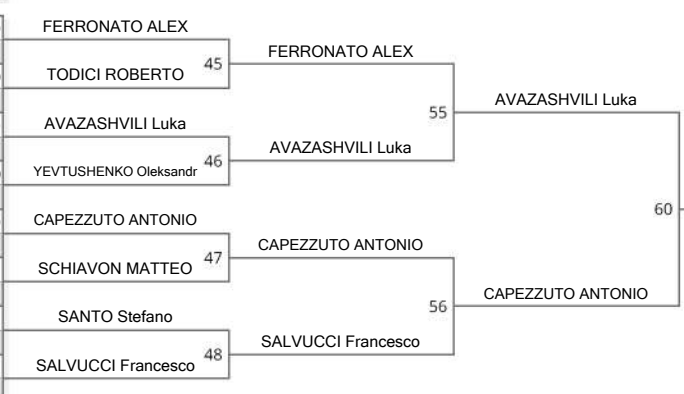 FERRONATO ALEX
TODICI ROBERTO
45
FERRONATO ALEX
AVAZASHVILI Luka
YEVTUSHENKO Oleksandr
46
AVAZASHVILI Luka
55
AVAZASHVILI Luka
CAPEZZUTO ANTONIO
SCHIAVON MATTEO
47
CAPEZZUTO ANTONIO
SANTO Stefano
SALVUCCI Francesco
48
SALVUCCI Francesco
56
CAPEZZUTO ANTONIO
60